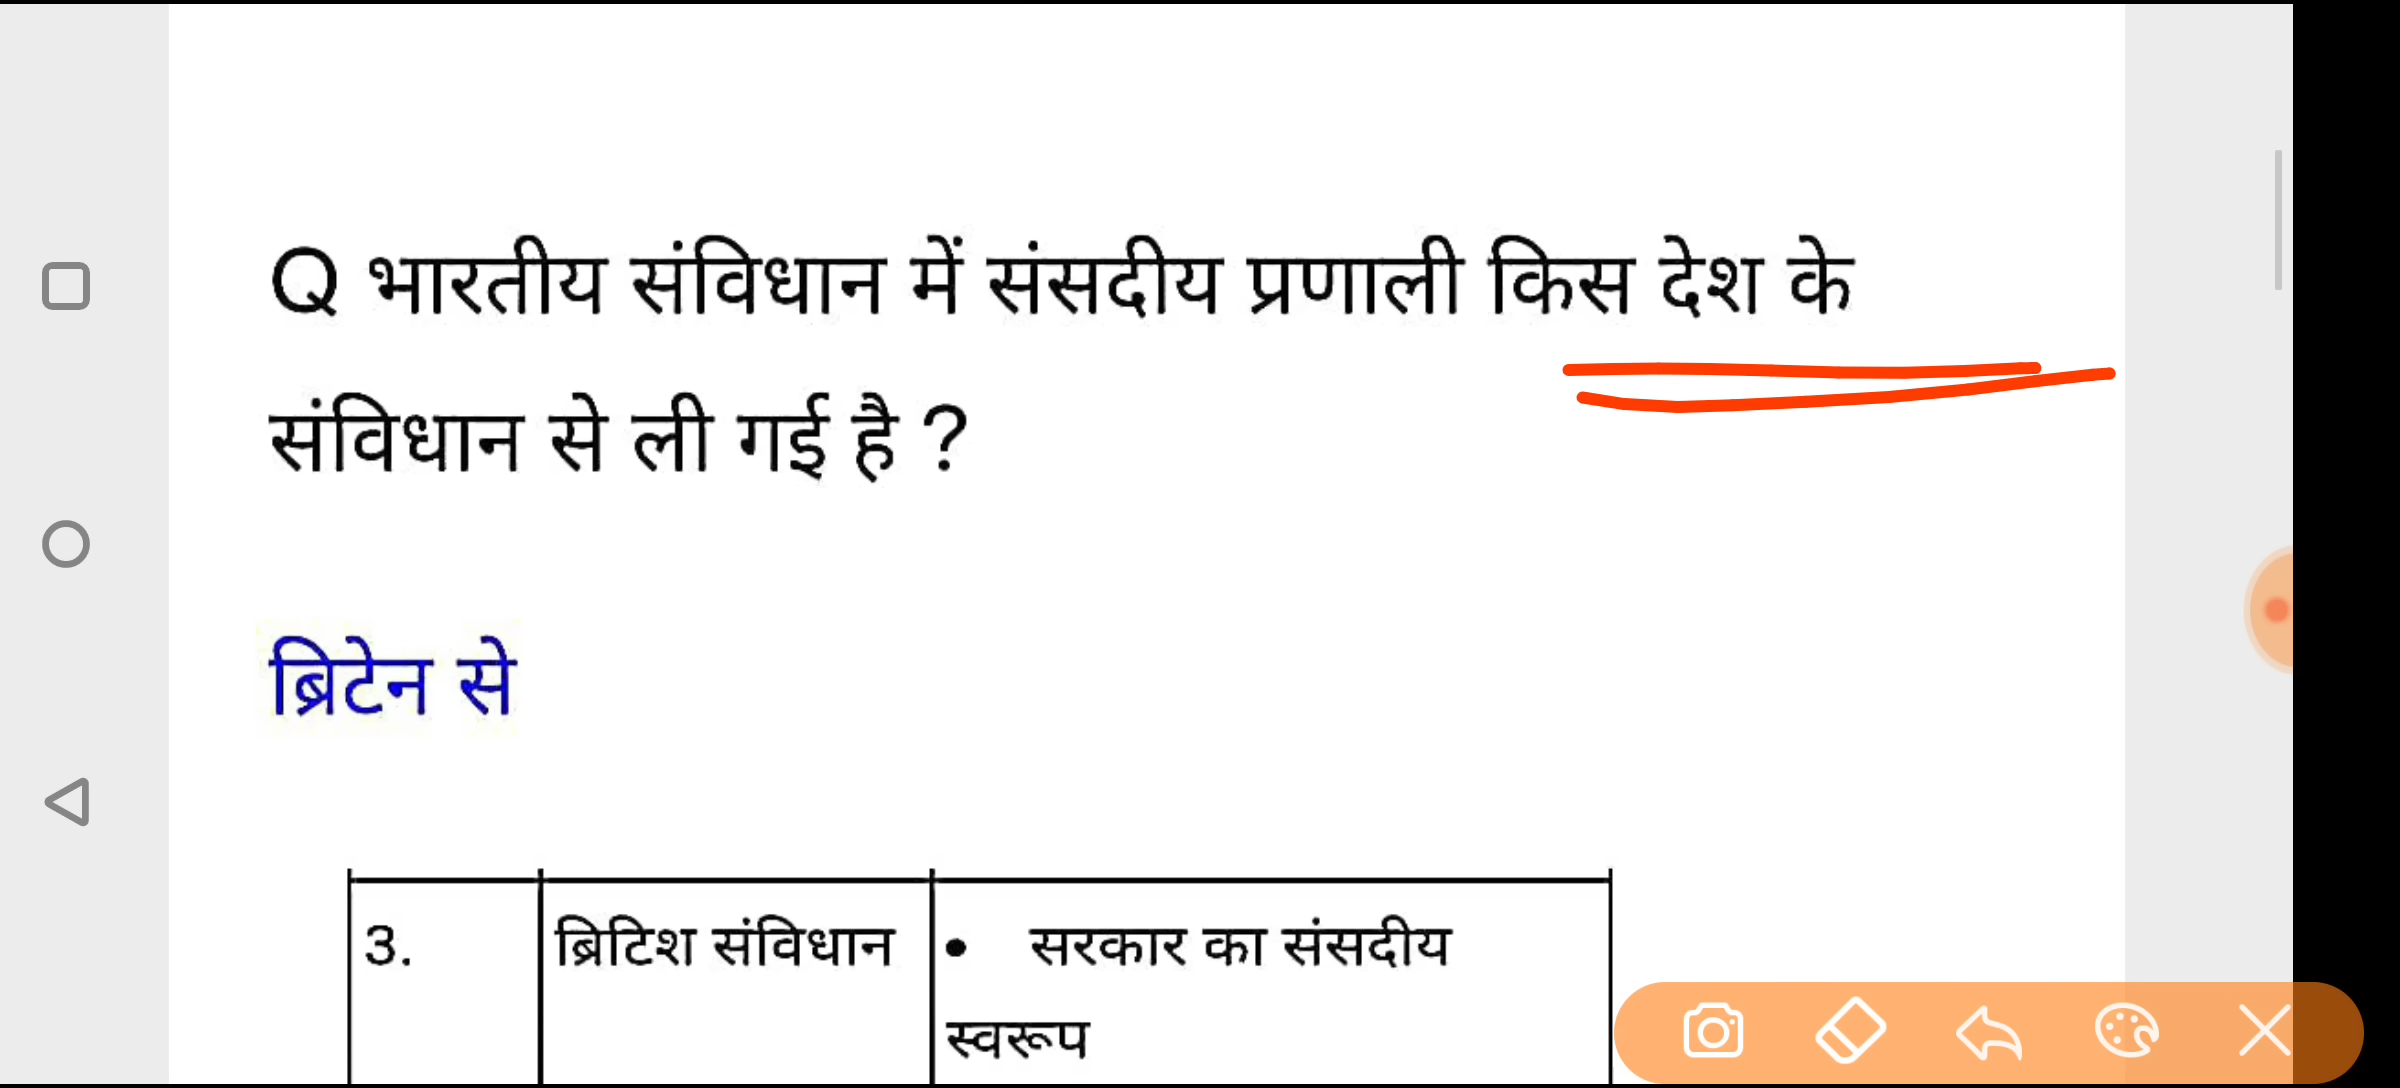 Q भारतीय संविधान में संसदीय प्रणाली किस देश के
संविधान से ली गई है ?
ब्रिटेन से
3. ब्रिटिश संविधान • सरकार का संसदीय
स्वरूप